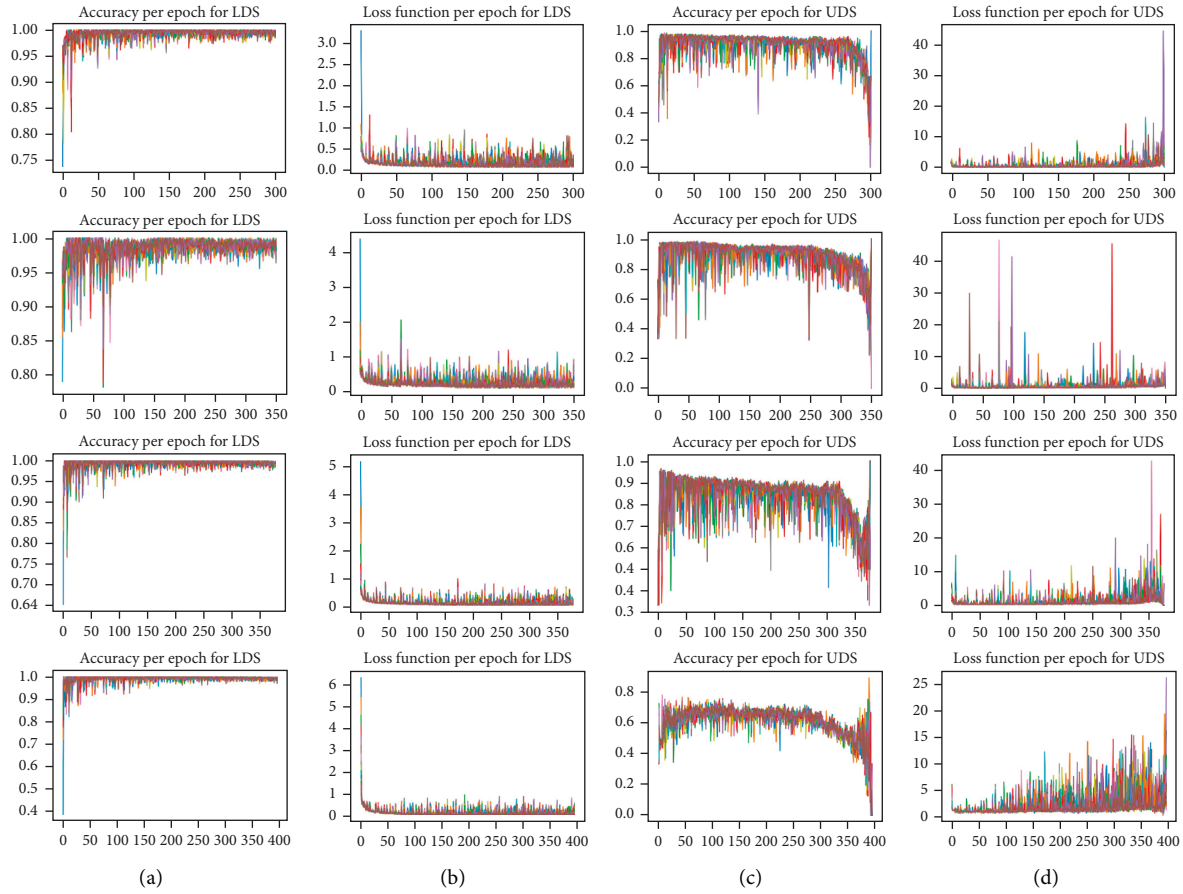 Accuracy per epoch for LDS
1.00
0.95
0.90
0.85
0.80
0.75
0 50 100 150 200 250 300
Loss function per epoch for LDS
3.0
2.5
2.0
1.5
1.0
0.5
0.0
0 50 100 150 200 250 300
Accuracy per epoch for UDS
1.0
0.8
0.6
0.4
0.2
0.0
0 50 100 150 200 250 300
Loss function per epoch for UDS
40
30
20
10
0
0 50 100 150 200 250 300
Accuracy per epoch for LDS
1.00
0.95
0.90
0.85
0.80
0 50 100 150 200 250 300 350
Loss function per epoch for LDS
4
3
2
1
0
0 50 100 150 200 250 300 350
Accuracy per epoch for UDS
1.0
0.8
0.6
0.4
0.2
0.0
0 50 100 150 200 250 300 350
Loss function per epoch for UDS
40
30
20
10
0
0 50 100 150 200 250 300 350
Accuracy per epoch for LDS
1.00
0.95
0.90
0.85
0.80
0.75
0.70
0.64
0 50 100 150 200 250 300 350
Loss function per epoch for LDS
5
4
3
2
1
0
0 50 100 150 200 250 300 350
Accuracy per epoch for UDS
1.0
0.9
0.8
0.7
0.6
0.5
0.4
0.3
0 50 100 150 200 250 300 350
Loss function per epoch for UDS
40
30
20
10
0
0 50 100 150 200 250 300 350
Accuracy per epoch for LDS
1.0
0.9
0.8
0.7
0.6
0.5
0.4
0 50 100 150 200 250 300 350 400
Loss function per epoch for LDS
6
5
4
3
2
1
0
0 50 100 150 200 250 300 350 400
Accuracy per epoch for UDS
0.8
0.6
0.4
0.2
0.0
0 50 100 150 200 250 300 350 400
Loss function per epoch for UDS
25
20
15
10
5
0
0 50 100 150 200 250 300 350 400
(a) (b) (c) (d)